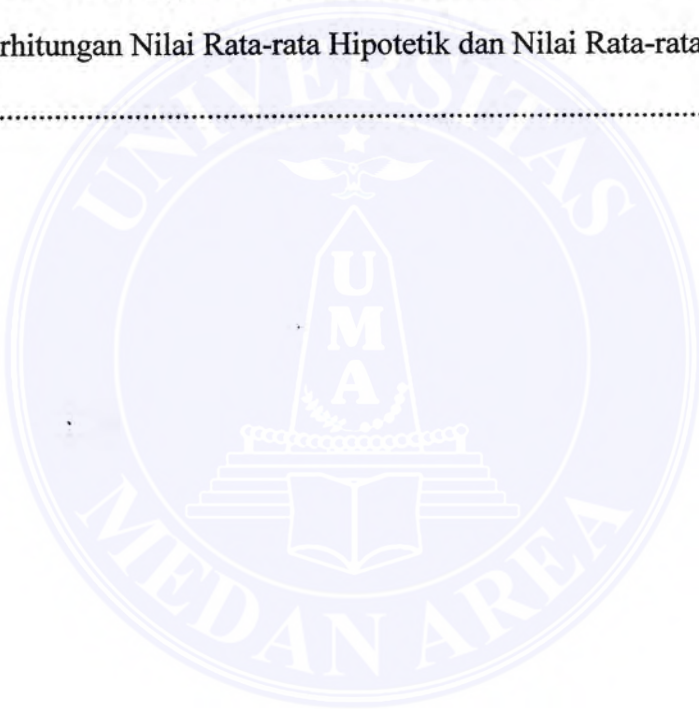 rhitungan Nilai Rata-rata Hipotetik dan Nilai Rata-rata
....................................................................................................
UNIVERSITAS
U
M
A
MEDAN AREA